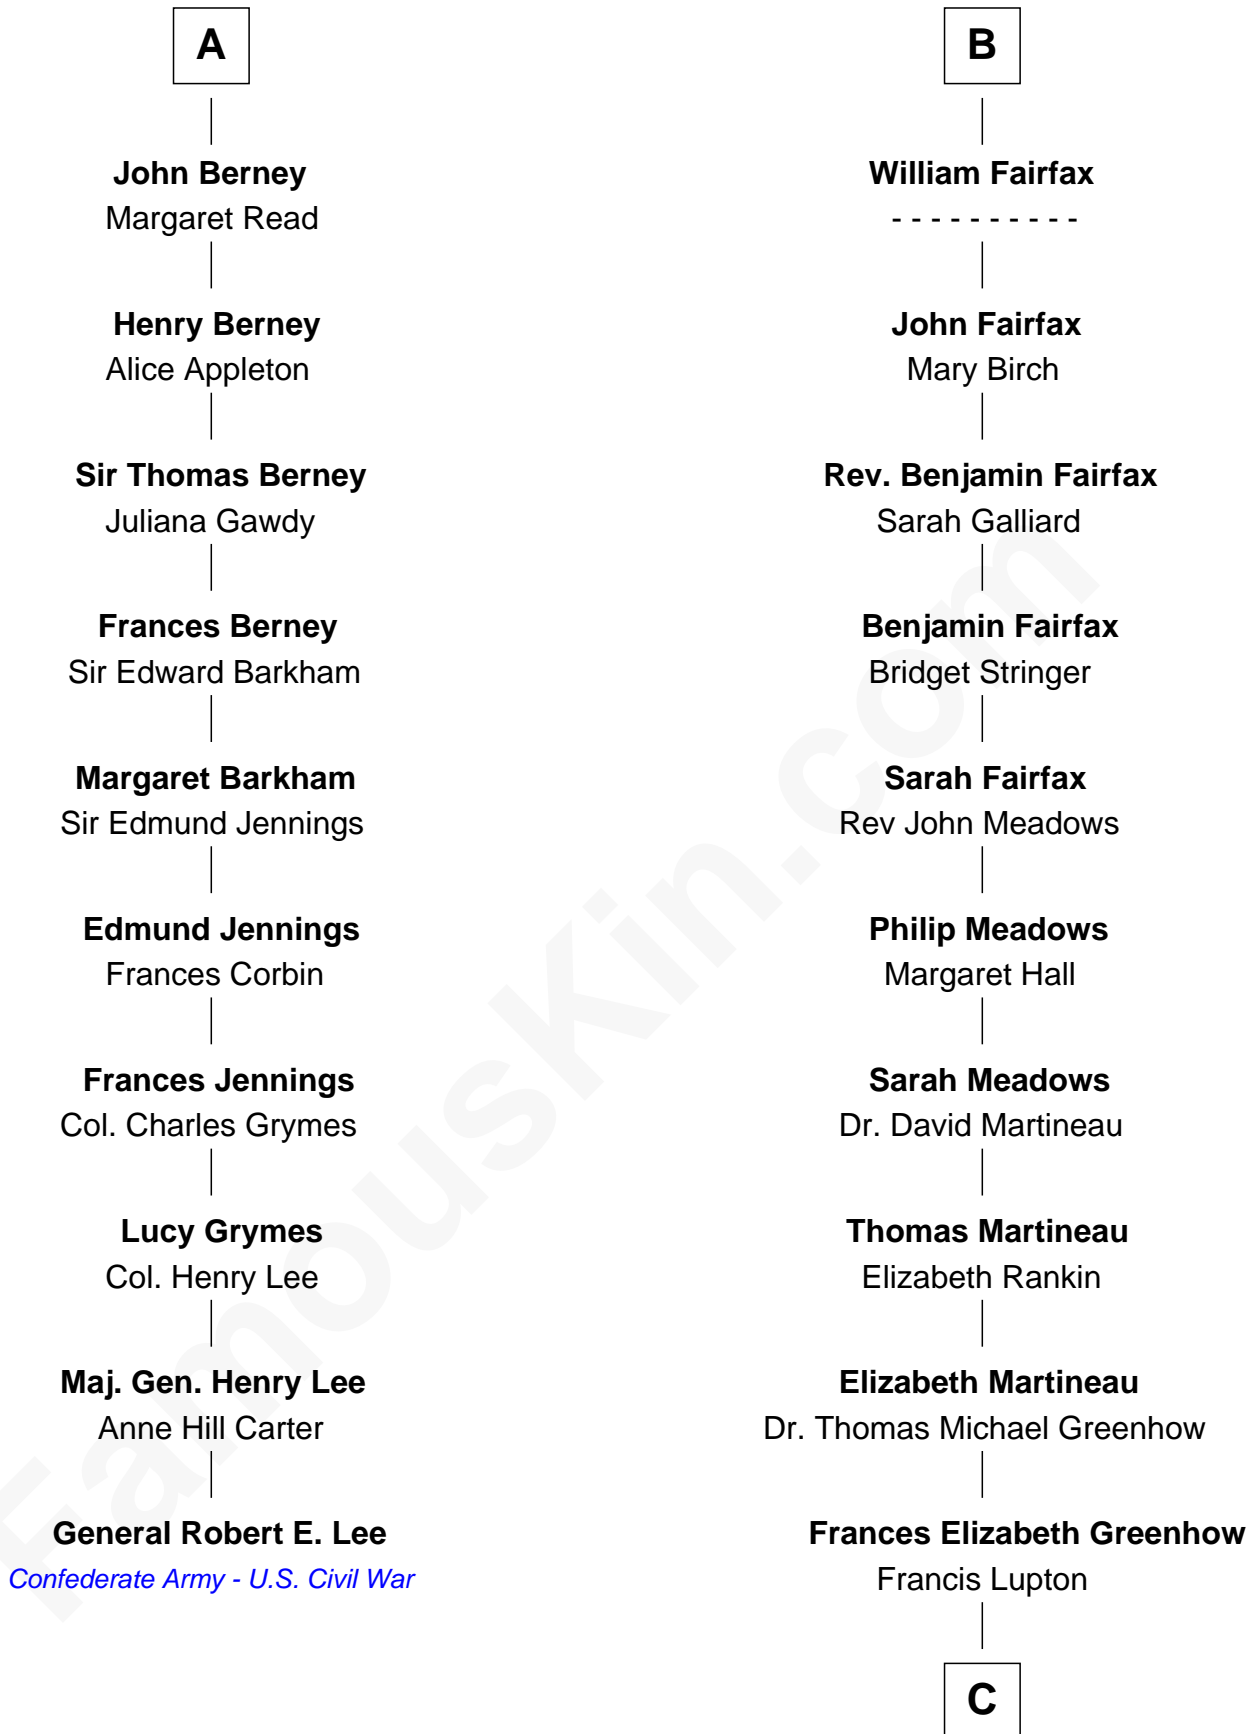 A
John Berney
Margaret Read
Henry Berney
Alice Appleton
Sir Thomas Berney
Juliana Gawdy
Frances Berney
Sir Edward Barkham
Margaret Barkham
Sir Edmund Jennings
Edmund Jennings
Frances Corbin
Frances Jennings
Col. Charles Grymes
Lucy Grymes
Col. Henry Lee
Maj. Gen. Henry Lee
Anne Hill Carter
General Robert E. Lee
Confederate Army - U.S. Civil War
B
William Fairfax
- - - - - - - - - -
John Fairfax
Mary Birch
Rev. Benjamin Fairfax
Sarah Galliard
Benjamin Fairfax
Bridget Stringer
Sarah Fairfax
Rev John Meadows
Philip Meadows
Margaret Hall
Sarah Meadows
Dr. David Martineau
Thomas Martineau
Elizabeth Rankin
Elizabeth Martineau
Dr. Thomas Michael Greenhow
Frances Elizabeth Greenhow
Francis Lupton
C
FamousKin.com